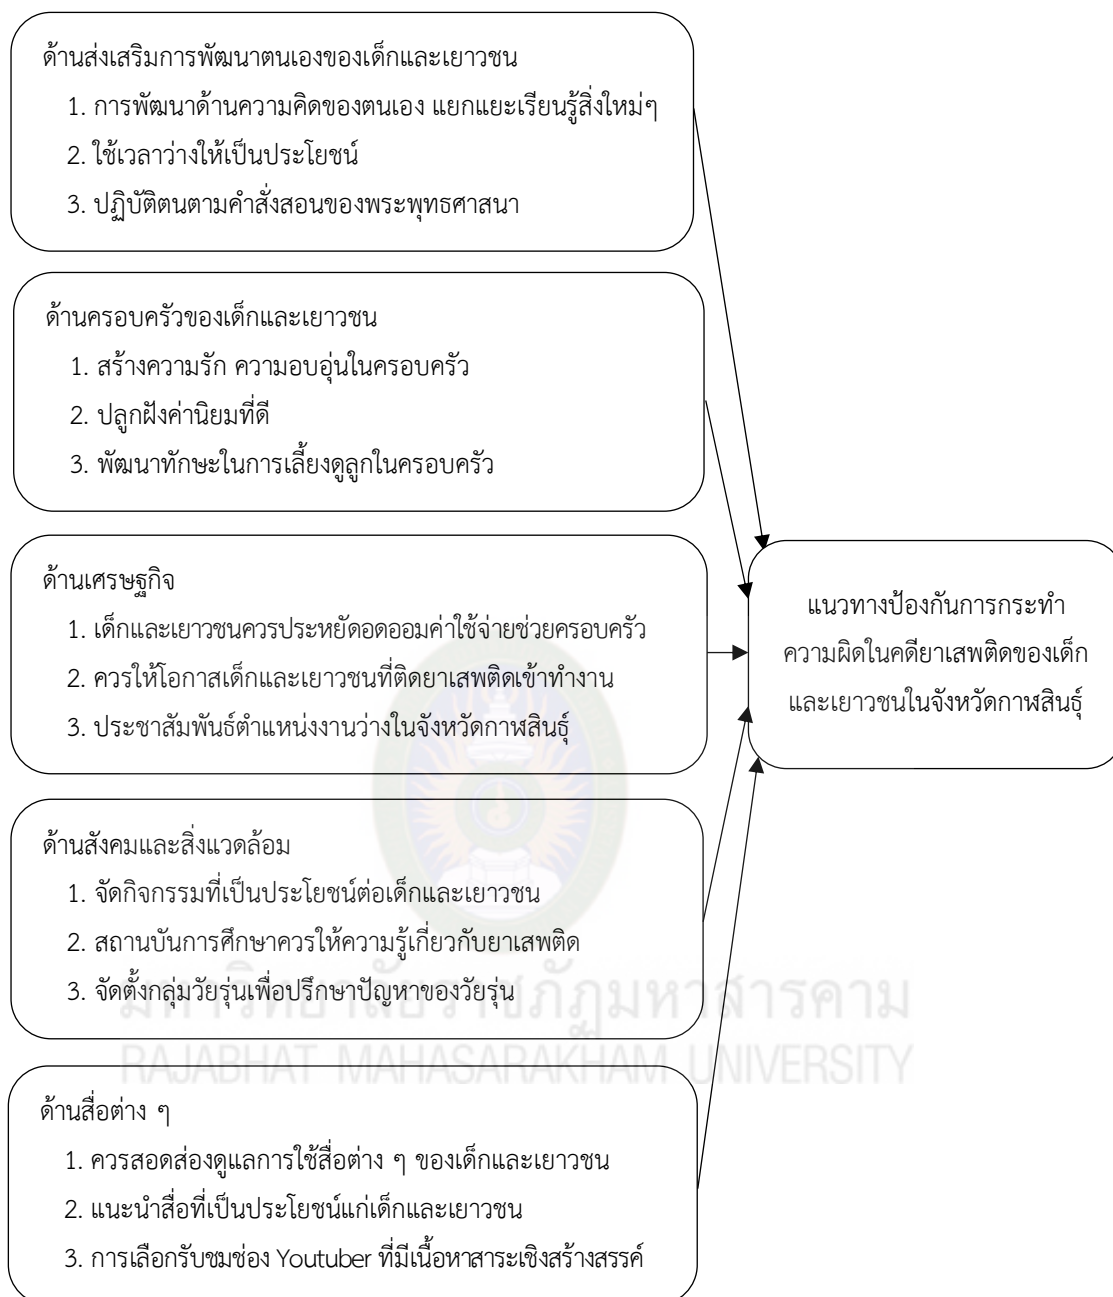 ด้านส่งเสริมการพัฒนาตนเองของเด็กและเยาวชน
1. การพัฒนาด้านความคิดของตนเอง แยกแยะเรียนรู้สิ่งใหม่ๆ
2. ใช้เวลาว่างให้เป็นประโยชน์
3. ปฏิบัติตนตามคำสั่งสอนของพระพุทธศาสนา
ด้านครอบครัวของเด็กและเยาวชน
1. สร้างความรัก ความอบอุ่นในครอบครัว
2. ปลูกฝังค่านิยมที่ดี
3. พัฒนาทักษะในการเลี้ยงดูลูกในครอบครัว
ด้านเศรษฐกิจ
1. เด็กและเยาวชนควรประหยัดอดออมค่าใช้จ่ายช่วยครอบครัว
2. ควรให้โอกาสเด็กและเยาวชนที่ติดยาเสพติดเข้าทำงาน
3. ประชาสัมพันธ์ตำแหน่งงานว่างในจังหวัดกาฬสินธุ์
ด้านสังคมและสิ่งแวดล้อม
1. จัดกิจกรรมที่เป็นประโยชน์ต่อเด็กและเยาวชน
2. สถานบันการศึกษาควรให้ความรู้เกี่ยวกับยาเสพติด
3. จัดตั้งกลุ่มวัยรุ่นเพื่อปรึกษาปัญหาของวัยรุ่น
ด้านสื่อต่าง ๆ
1. ควรสอดส่องดูแลการใช้สื่อต่าง ๆ ของเด็กและเยาวชน
2. แนะนำสื่อที่เป็นประโยชน์แก่เด็กและเยาวชน
3. การเลือกรับชมช่อง Youtuber ที่มีเนื้อหาสาระเชิงสร้างสรรค์
แนวทางป้องกันการกระทำ
ความผิดในคดียาเสพติดของเด็ก
และเยาวชนในจังหวัดกาฬสินธุ์
มหาวิทยาลัยราชภัฏมหาสารคาม
RAJABHAT MAHASARAKHAM UNIVERSITY